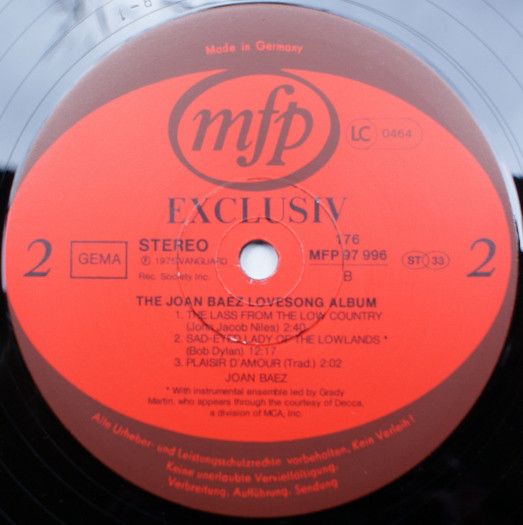 Made in Germany
mfp
LC 0464
EXCLUSIV
2 GEMA STEREO 176 2
℗ 1975 VANGUARD MFP 97 996 ST 33
Rec. Society Inc. B
THE JOAN BAEZ LOVESONG ALBUM
1. THE LASS FROM THE LOW COUNTRY
(John Jacob Niles) 2:40
2. SAD-EYED LADY OF THE LOWLANDS *
(Bob Dylan) 12:17
3. PLAISIR D'AMOUR (Trad.) 2:02
JOAN BAEZ
* With instrumental ensemble led by Grady
Martin, who appears through the courtesy of Decca,
a division of MCA, Inc.
Alle Urheber- und Leistungsschutzrechte vorbehalten. Kein Verleih!
Keine unerlaubte Vervielfältigung,
Verbreitung, Aufführung, Sendung